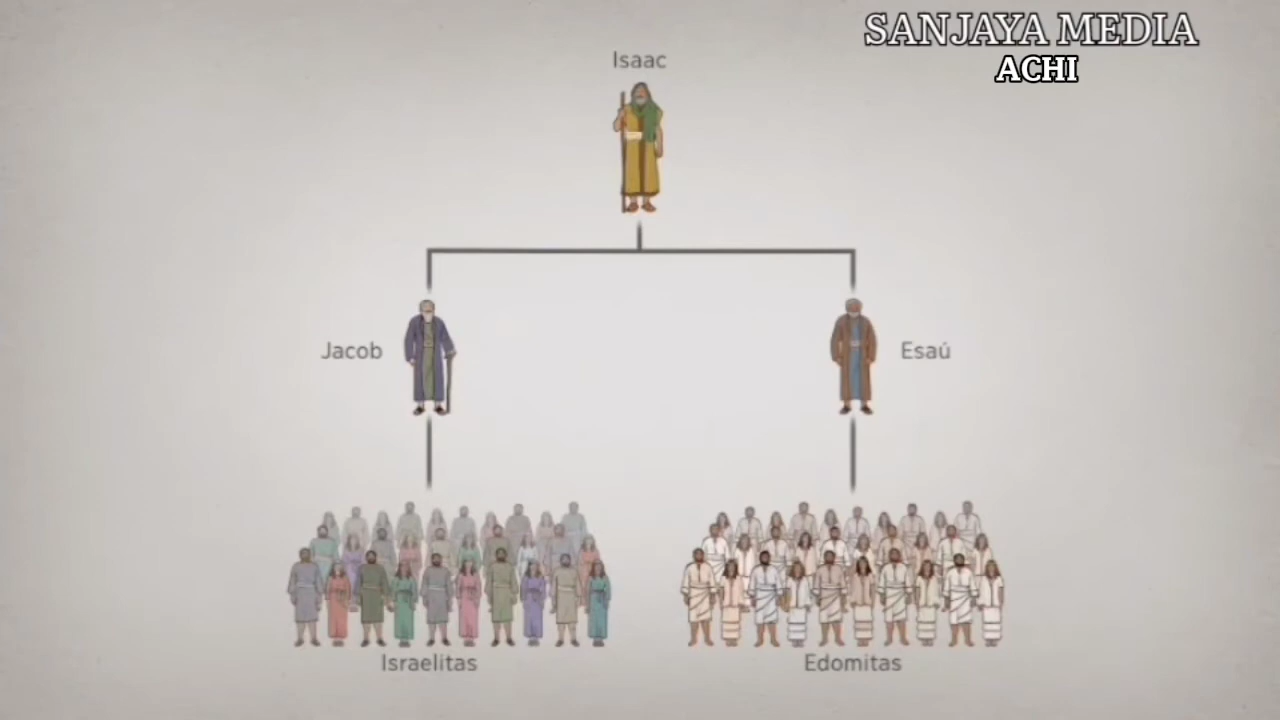 SANJAYA MEDIA
ACHI
Isaac
Jacob
Esaú
Israelitas
Edomitas